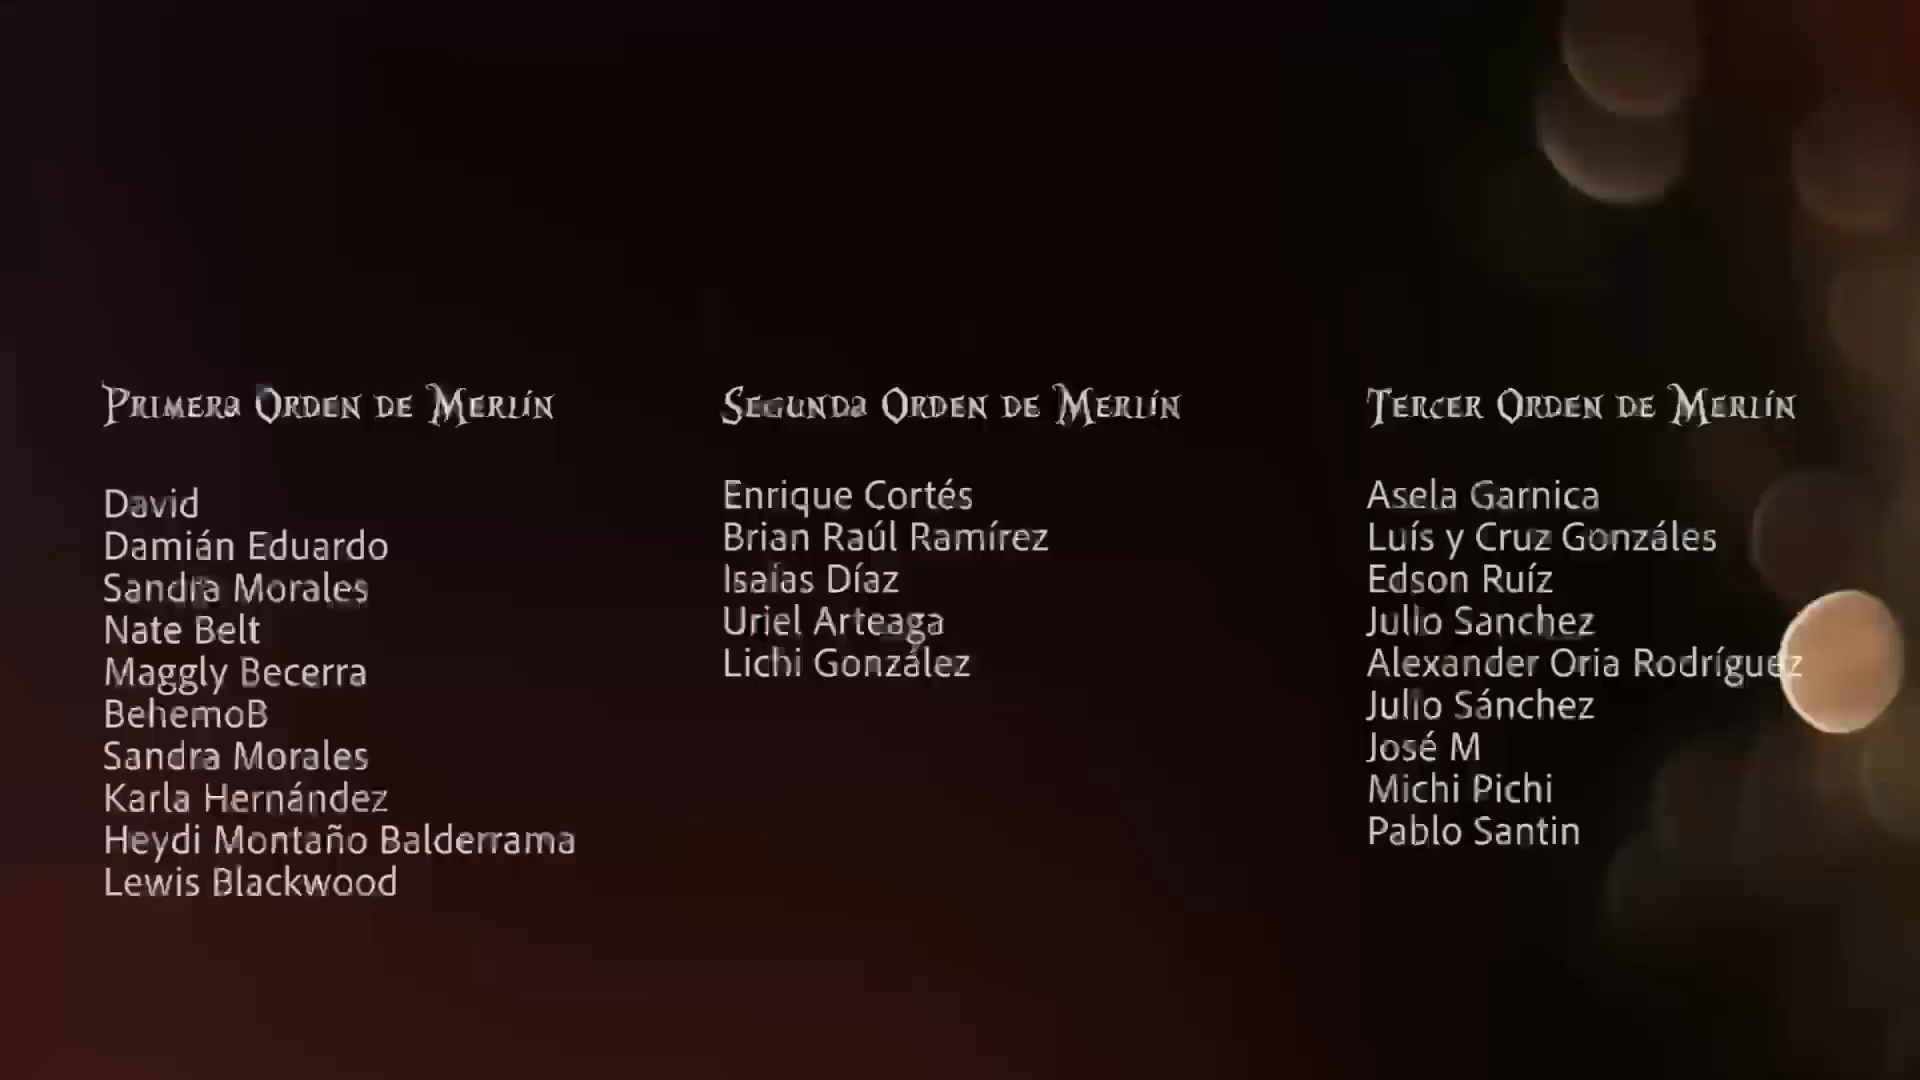 Primera Orden de Merlín
David
Damián Eduardo
Sandra Morales
Nate Belt
Maggly Becerra
BehemoB
Sandra Morales
Karla Hernández
Heydi Montaño Balderrama
Lewis Blackwood
Segunda Orden de Merlín
Enrique Cortés
Brian Raúl Ramírez
Isaías Díaz
Uriel Arteaga
Lichi González
Tercer Orden de Merlín
Asela Garnica
Luís y Cruz Gonzáles
Edson Ruíz
Julio Sanchez
Alexander Oria Rodríguez
Julio Sánchez
José M
Michi Pichi
Pablo Santin